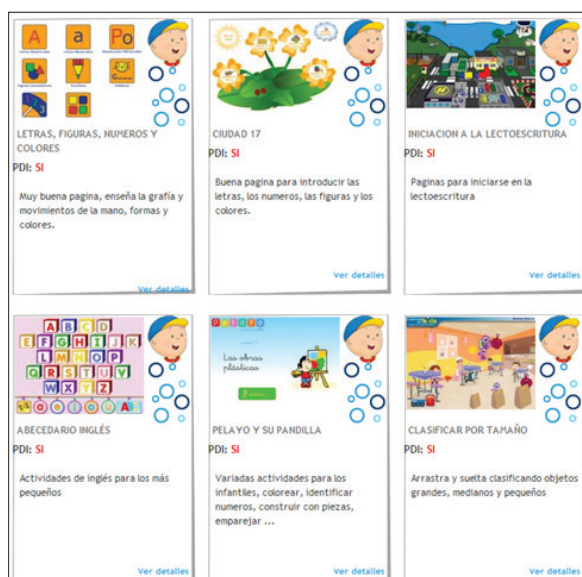 A a Po
LETRAS, FIGURAS, NUMEROS Y
COLORES
PDI: SI
Muy buena pagina, enseña la grafía y
movimientos de la mano, formas y
colores.
Ver detalles
CIUDAD 17
PDI: SI
Buena pagina para introducir las
letras, los numeros, las figuras y los
colores.
Ver detalles
INICIACION A LA LECTOESCRITURA
PDI: SI
Paginas para iniciarse en la
lectoescritura
Ver detalles
A B C D
E F G H I J K
L M N O P
Q R S T U V
W X Y Z
ABECEDARIO INGLÉS
PDI: SI
Actividades de inglés para los más
pequeños
Ver detalles
Las obras
plásticas
PELAYO Y SU PANDILLA
PDI: SI
Variadas actividades para los
infantiles, colorear, identificar
numeros, construir con piezas,
emparejar ...
Ver detalles
CLASIFICAR POR TAMAÑO
PDI: SI
Arrastra y suelta clasificando objetos
grandes, medianos y pequeños
Ver detalles